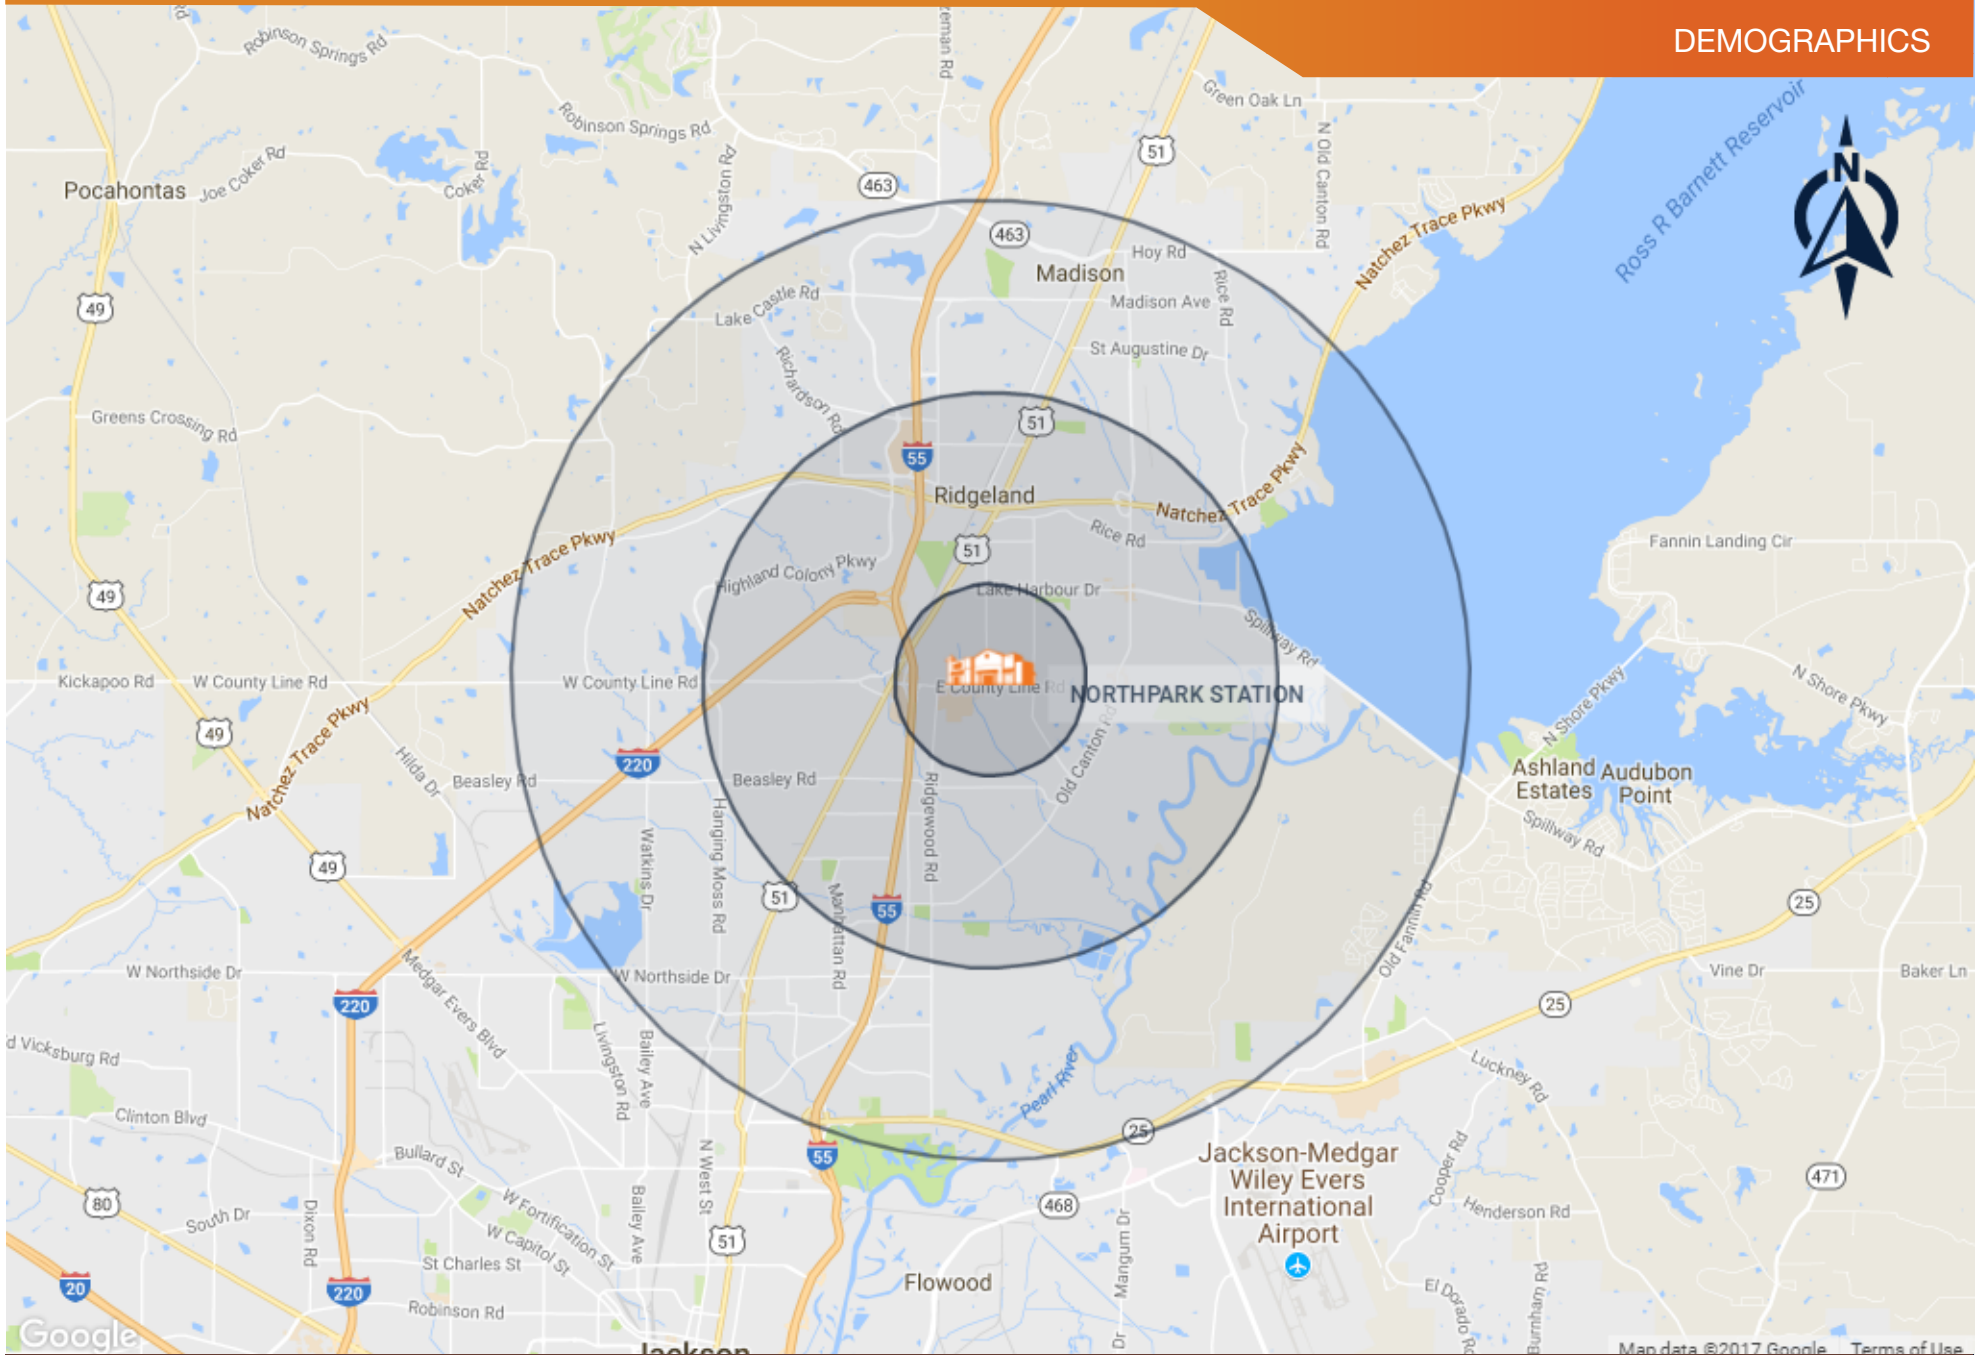 DEMOGRAPHICS
Rd
Robinson Springs Rd
eman Rd
Green Oak Ln
Robinson Springs Rd
51
N Old Canton Rd
Ross R Barnett Reservoir
N
Pocahontas
Joe Coker Rd
Coker Rd
N Livingston Rd
463
463
Natchez Trace Pkwy
Hoy Rd
Madison
Rice Rd
49
Lake Castle Rd
Madison Ave
St Augustine Dr
Richardson Rd
Greens Crossing Rd
51
55
Ridgeland
Natchez Trace Pkwy
Rice Rd
Natchez Trace Pkwy
51
Fannin Landing Cir
49
Highland Colony Pkwy
Lake Harbour Dr
Spillway Rd
Kickapoo Rd
W County Line Rd
W County Line Rd
E County Line Rd
NORTHPARK STATION
N Shore Pkwy
N Shore Pkwy
49
Natchez Trace Pkwy
Hilda Dr
220
Beasley Rd
Beasley Rd
Old Canton Rd
Ashland
Estates
Audubon
Point
Ridgewood Rd
Hanging Moss Rd
Watkins Dr
Spillway Rd
49
51
Manhattan Rd
55
25
Old Fannin Rd
W Northside Dr
W Northside Dr
Vine Dr
Baker Ln
Medgar Evers Blvd
220
25
d Vicksburg Rd
Livingston Rd
Bailey Ave
Pearl River
Luckney Rd
Clinton Blvd
25
Bullard St
55
N West St
Jackson-Medgar
Wiley Evers
International
Airport
Cooper Rd
471
80
South Dr
Dixon Rd
W Fortification St
Bailey Ave
468
Henderson Rd
W Capitol St
51
Mangum Dr
St Charles St
Flowood
20
220
Robinson Rd
El Dorado Rd
Burnham Rd
Dr
Google
Jackson
Map data ©2017 Google
Terms of Use